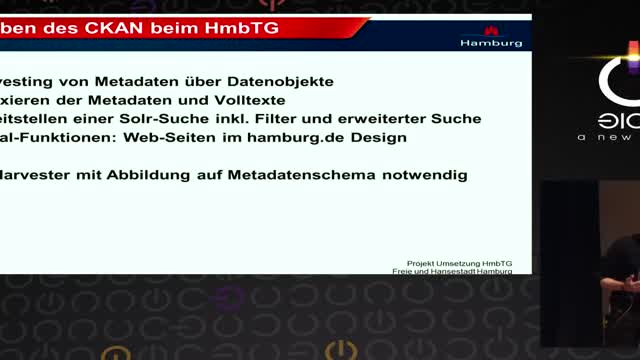 ben des CKAN beim HmbTG
Hamburg
vesting von Metadaten über Datenobjekte
xieren der Metadaten und Volltexte
eitstellen einer Solr-Suche inkl. Filter und erweiterter Suche
al-Funktionen: Web-Seiten im hamburg.de Design
Harvester mit Abbildung auf Metadatenschema notwendig
Projekt Umsetzung HmbTG
Freie und Hansestadt Hamburg
a new